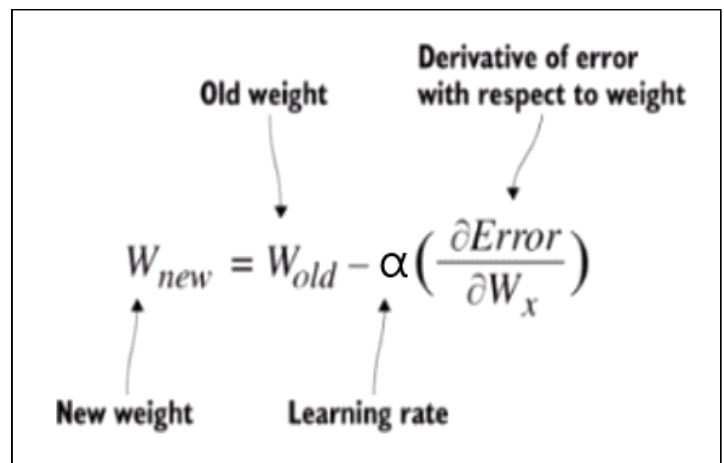 Old weight
Derivative of error
with respect to weight
W_new = W_old − α(∂Error/∂W_x)
New weight
Learning rate